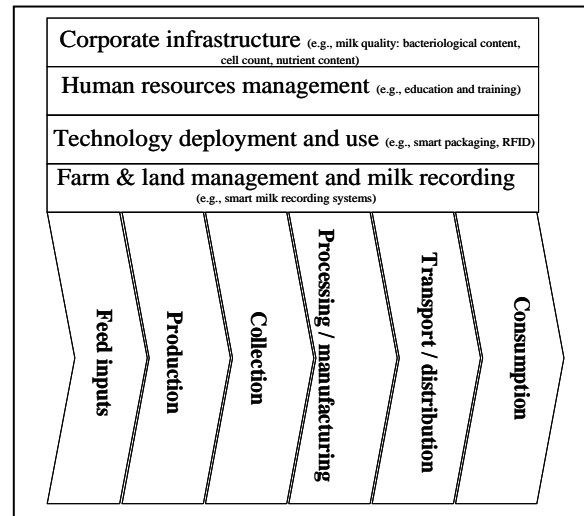 Corporate infrastructure (e.g., milk quality: bacteriological content,
cell count, nutrient content)
Human resources management (e.g., education and training)
Technology deployment and use (e.g., smart packaging, RFID)
Farm & land management and milk recording
(e.g., smart milk recording systems)
Feed inputs
Production
Collection
Processing / manufacturing
Transport / distribution
Consumption